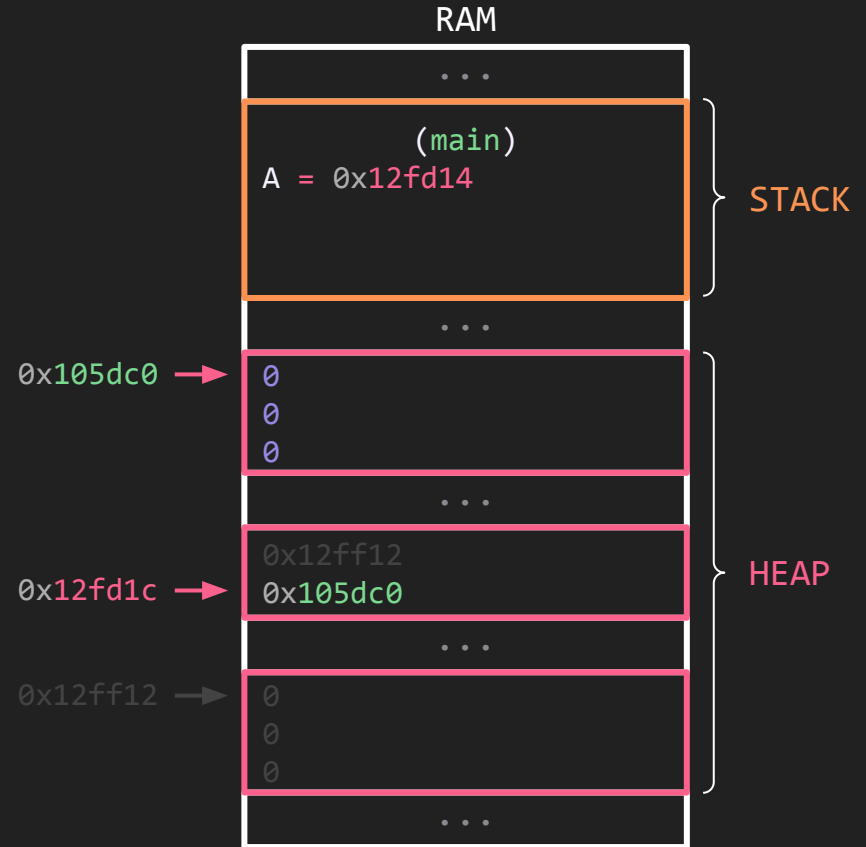 RAM
...
(main)
A = 0x12fd14
STACK
...
0x105dc0
0
0
0
...
0x12ff12
0x12fd1c
0x105dc0
HEAP
...
0x12ff12
0
0
0
...